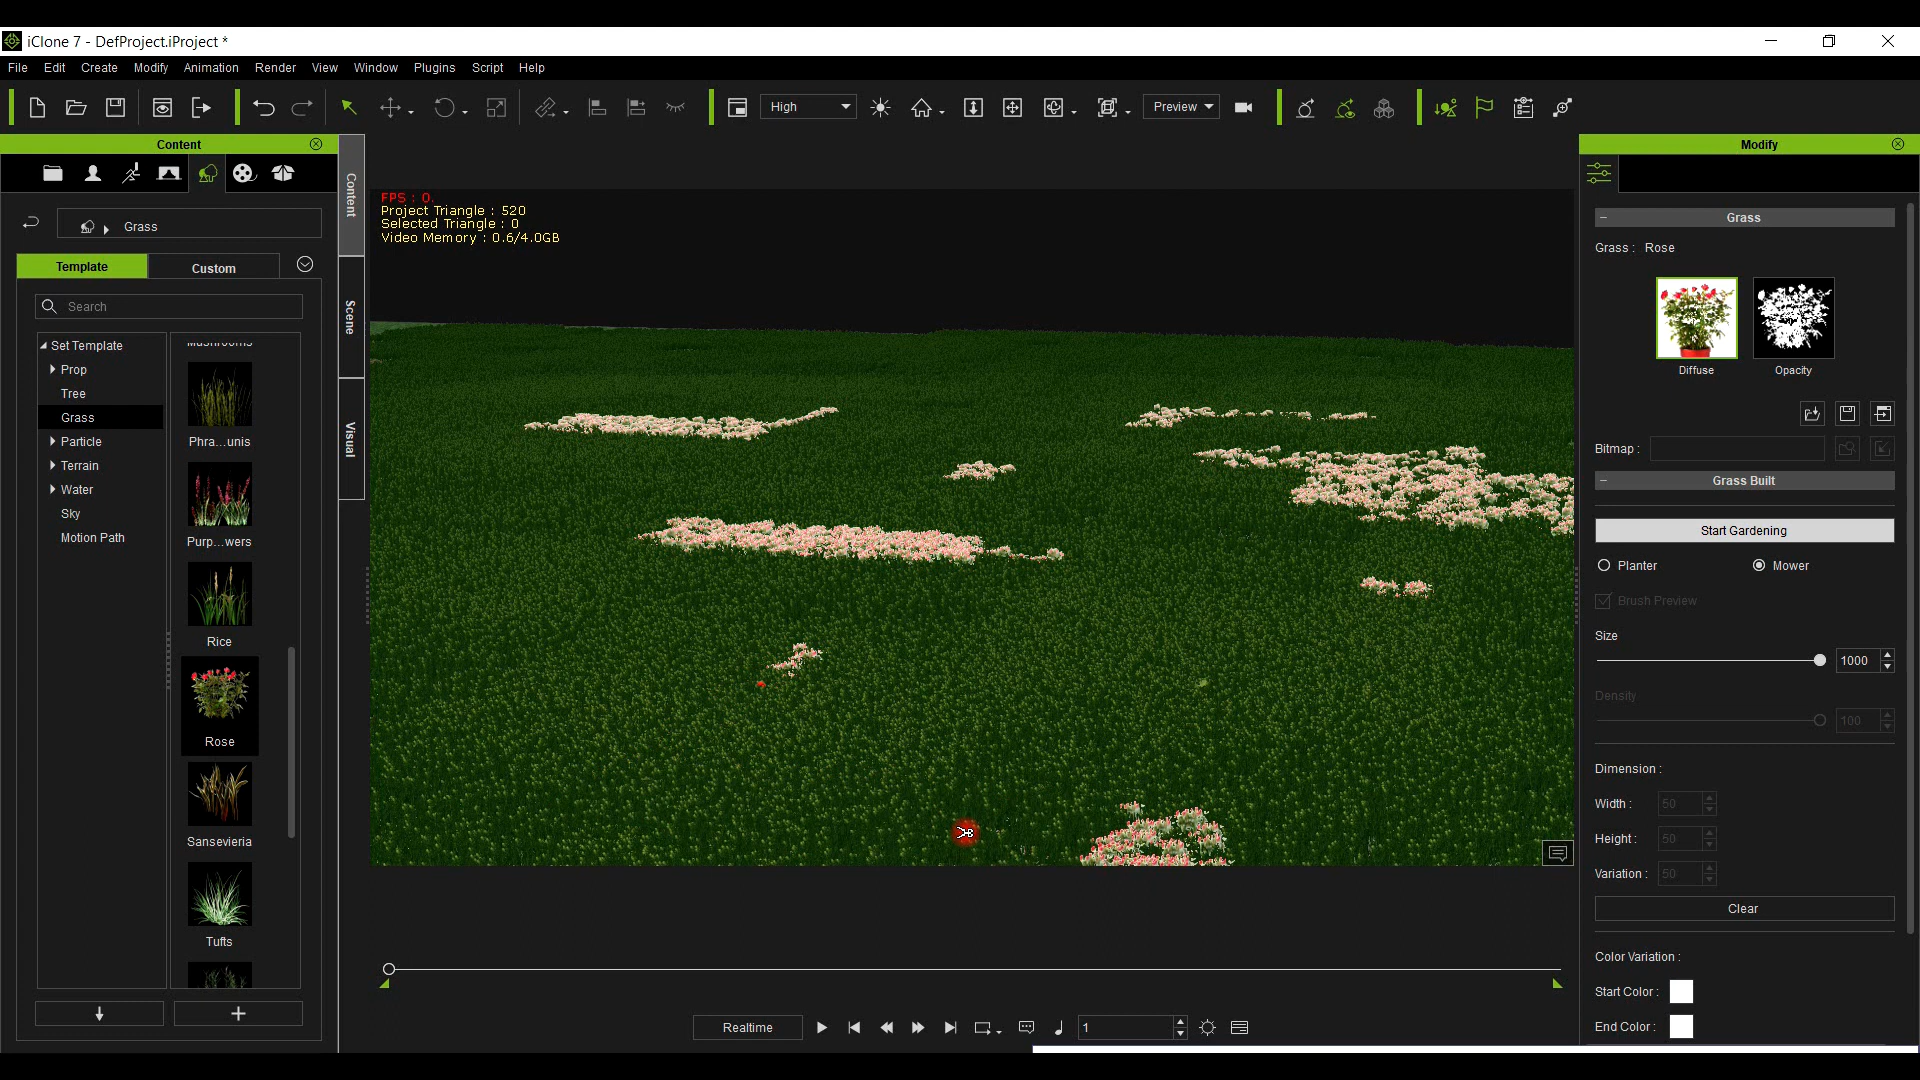 iClone 7 - DefProject.iProject *
File Edit Create Modify Animation Render View Window Plugins Script Help
High
Preview
Content
Grass
Template
Custom
Search
Set Template
Prop
Tree
Grass
Particle
Terrain
Water
Sky
Motion Path
Mushrooms
Phra...unis
Purp...wers
Rice
Rose
Sansevieria
Tufts
Content
Scene
Visual
FPS : 0.
Project Triangle : 520
Selected Triangle : 0
Video Memory : 0.6/4.0GB
Realtime
1
Modify
Grass
Grass : Rose
Diffuse
Opacity
Bitmap :
Grass Built
Start Gardening
Planter
Mower
Brush Preview
Size
1000
Density
100
Dimension :
Width : 50
Height : 50
Variation : 50
Clear
Color Variation :
Start Color :
End Color :